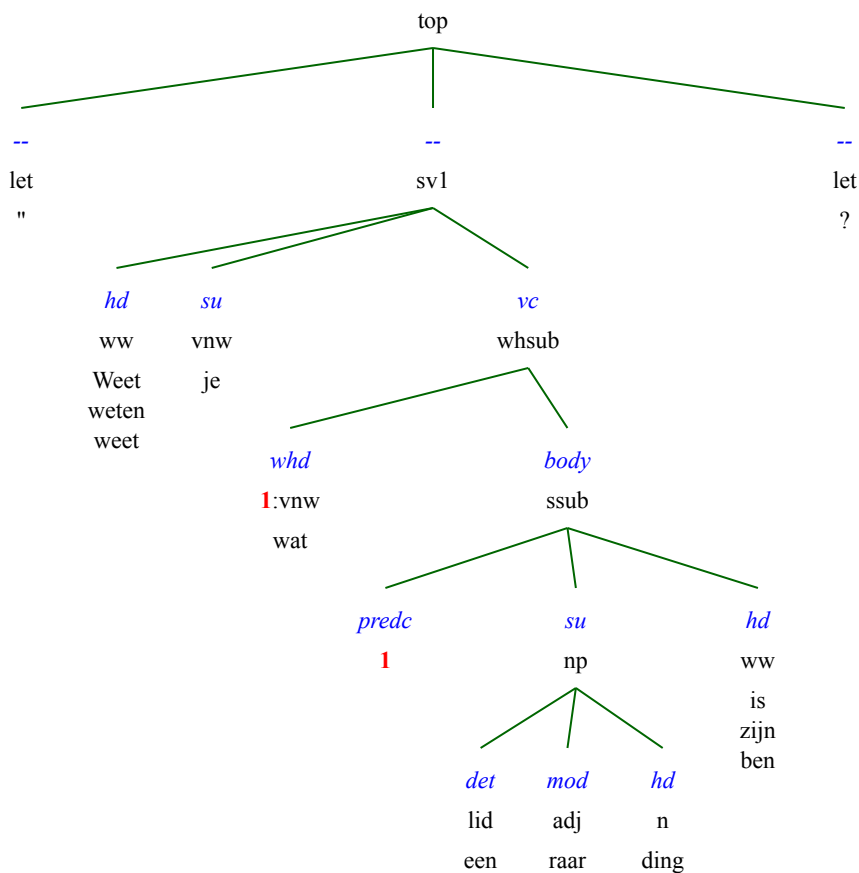 top
-- -- --
let sv1 let
" ?
hd su vc
ww vnw whsub
Weet je
weten
weet
whd body
1:vnw ssub
wat
predc su hd
1 np ww
is
zijn
ben
det mod hd
lid adj n
een raar ding